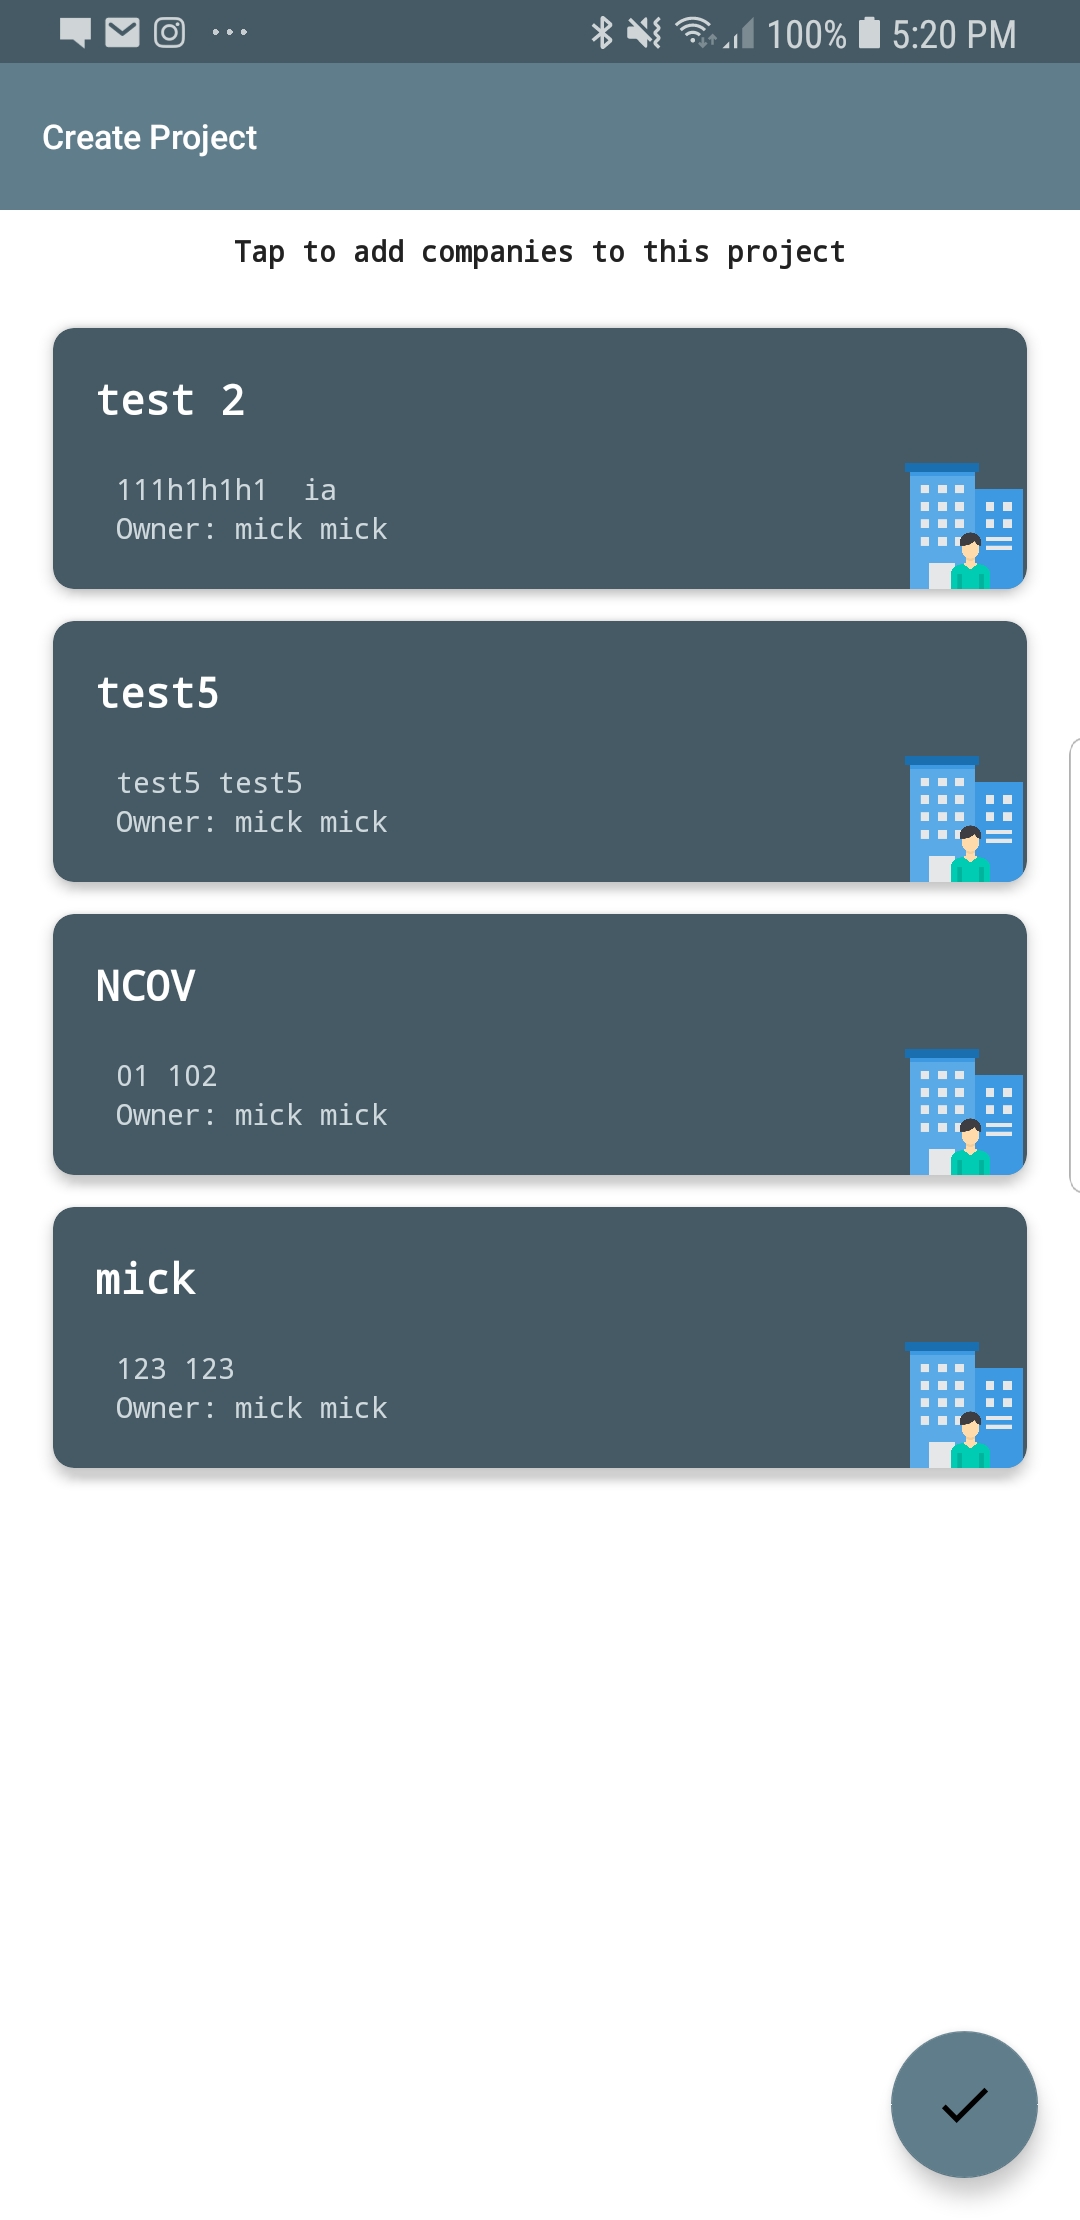 100% 5:20 PM
Create Project
Tap to add companies to this project
test 2
111h1h1h1  ia
Owner: mick mick
test5
test5 test5
Owner: mick mick
NCOV
01 102
Owner: mick mick
mick
123 123
Owner: mick mick